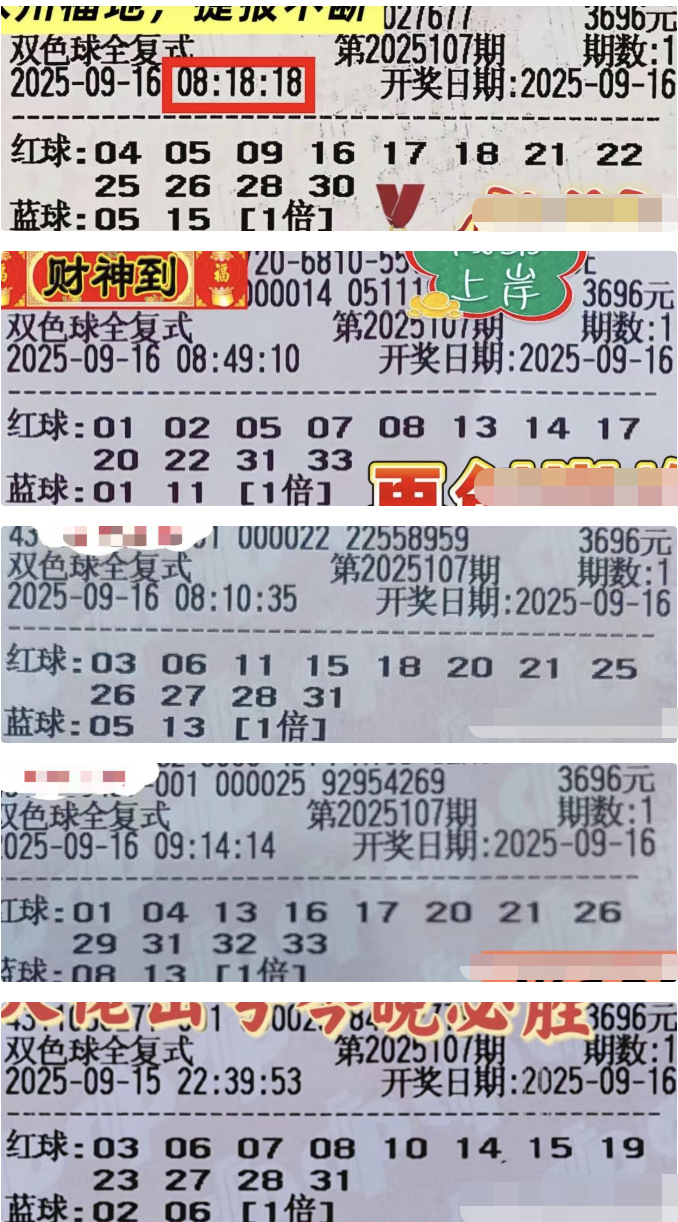 027677 3696元
双色球全复式 第2025107期 期数:1
2025-09-16 08:18:18 开奖日期:2025-09-16
红球:04 05 09 16 17 18 21 22
25 26 28 30
蓝球:05 15 [1倍]
财神到
福
上岸
3696元
双色球全复式 第2025107期 期数:1
2025-09-16 08:49:10 开奖日期:2025-09-16
红球:01 02 05 07 08 13 14 17
20 22 31 33
蓝球:01 11 [1倍]
000022 22558959 3696元
双色球全复式 第2025107期 期数:1
2025-09-16 08:10:35 开奖日期:2025-09-16
红球:03 06 11 15 18 20 21 25
26 27 28 31
蓝球:05 13 [1倍]
-001 000025 92954269 3696元
双色球全复式 第2025107期 期数:1
025-09-16 09:14:14 开奖日期:2025-09-16
红球:01 04 13 16 17 20 21 26
29 31 32 33
蓝球:08 13 [1倍]
3696元
双色球全复式 第2025107期 期数:1
2025-09-15 22:39:53 开奖日期:2025-09-16
红球:03 06 07 08 10 14 15 19
23 27 28 31
蓝球:02 06 [1倍]